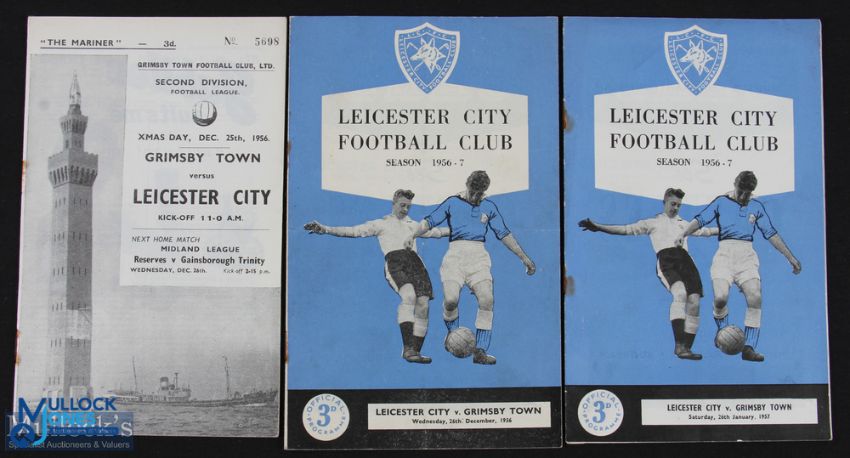 "THE MARINER" — 3d.
No. 5698
GRIMSBY TOWN FOOTBALL CLUB, LTD.
SECOND DIVISION,
FOOTBALL LEAGUE.
XMAS DAY, DEC. 25th, 1956.
GRIMSBY TOWN
versus
LEICESTER CITY
KICK-OFF 11-0 A.M.
NEXT HOME MATCH
MIDLAND LEAGUE
Reserves v Gainsborough Trinity
WEDNESDAY, DEC. 26th. Kick-off 2-15 p.m.
MULLOCK
Specialist Auctioneers & Valuers
L.C.F.C.
LEICESTER CITY
FOOTBALL CLUB
SEASON 1956-7
OFFICIAL
3D
PROGRAMME
LEICESTER CITY v. GRIMSBY TOWN
Wednesday, 26th December, 1956
L.C.F.C.
LEICESTER CITY
FOOTBALL CLUB
SEASON 1956-7
OFFICIAL
3D
PROGRAMME
LEICESTER CITY v. GRIMSBY TOWN
Saturday, 26th January, 1957